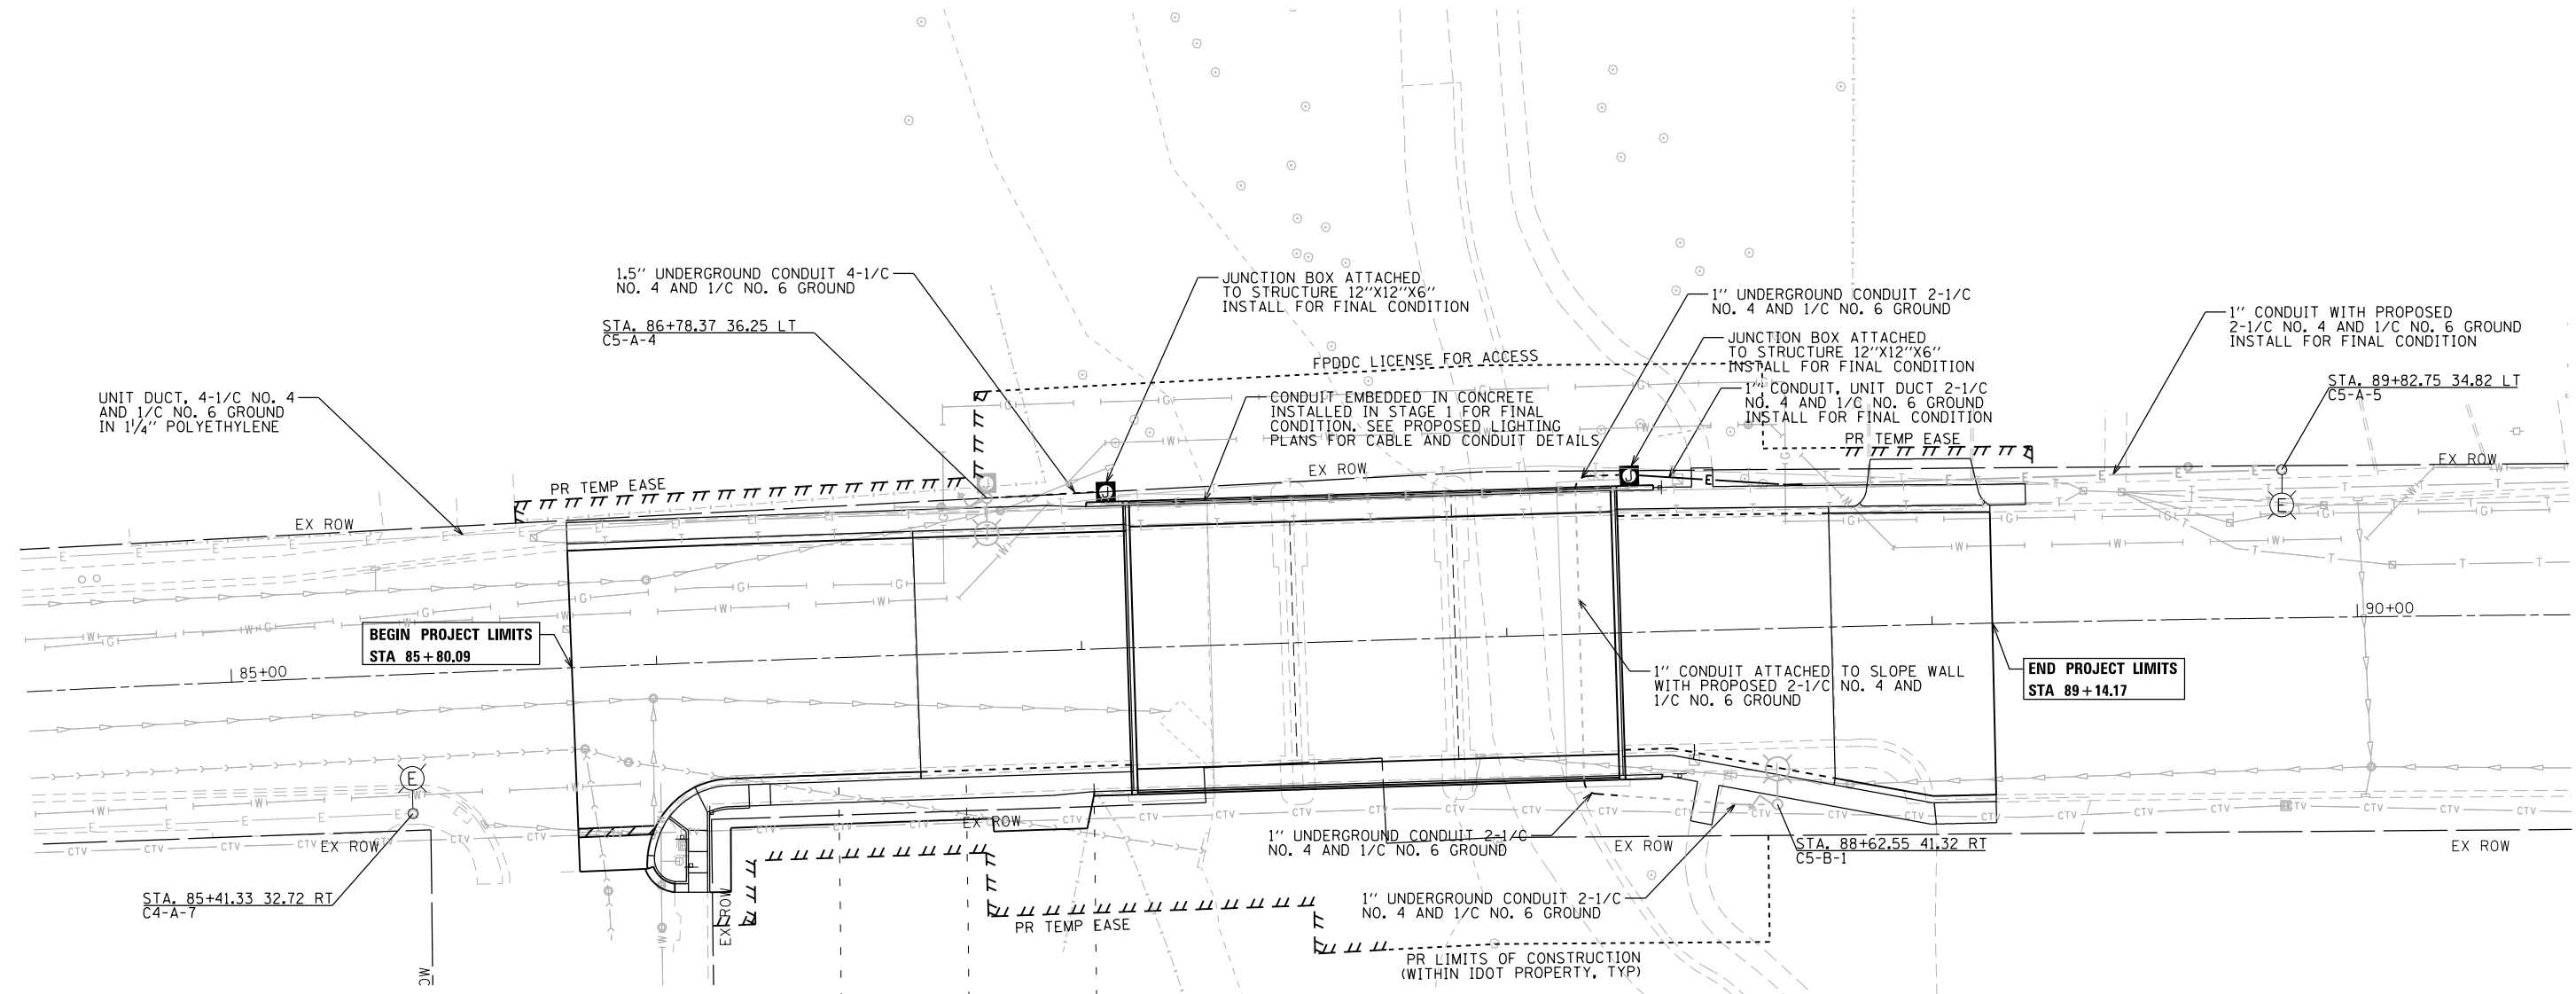 1.5" UNDERGROUND CONDUIT 4-1/C
NO. 4 AND 1/C NO. 6 GROUND
STA. 86+78.37 36.25 LT
C5-A-4
UNIT DUCT, 4-1/C NO. 4
AND 1/C NO. 6 GROUND
IN 1¼" POLYETHYLENE
JUNCTION BOX ATTACHED
TO STRUCTURE 12"X12"X6"
INSTALL FOR FINAL CONDITION
FPDDC LICENSE FOR ACCESS
CONDUIT EMBEDDED IN CONCRETE
INSTALLED IN STAGE 1 FOR FINAL
CONDITION. SEE PROPOSED LIGHTING
PLANS FOR CABLE AND CONDUIT DETAILS
1" UNDERGROUND CONDUIT 2-1/C
NO. 4 AND 1/C NO. 6 GROUND
JUNCTION BOX ATTACHED
TO STRUCTURE 12"X12"X6"
INSTALL FOR FINAL CONDITION
1" CONDUIT, UNIT DUCT 2-1/C
NO. 4 AND 1/C NO. 6 GROUND
INSTALL FOR FINAL CONDITION
PR TEMP EASE
1" CONDUIT WITH PROPOSED
2-1/C NO. 4 AND 1/C NO. 6 GROUND
INSTALL FOR FINAL CONDITION
STA. 89+82.75 34.82 LT
C5-A-5
EX ROW
PR TEMP EASE
EX ROW
EX ROW
J
J
E
E
BEGIN PROJECT LIMITS
STA 85+80.09
85+00
90+00
END PROJECT LIMITS
STA 89+14.17
1" CONDUIT ATTACHED TO SLOPE WALL
WITH PROPOSED 2-1/C NO. 4 AND
1/C NO. 6 GROUND
E
EX ROW
STA. 85+41.33 32.72 RT
C4-A-7
EX ROW
EX ROW
1" UNDERGROUND CONDUIT 2-1/C
NO. 4 AND 1/C NO. 6 GROUND
EX ROW
STA. 88+62.55 41.32 RT
C5-B-1
EX ROW
1" UNDERGROUND CONDUIT 2-1/C
NO. 4 AND 1/C NO. 6 GROUND
PR TEMP EASE
PR LIMITS OF CONSTRUCTION
(WITHIN IDOT PROPERTY, TYP)